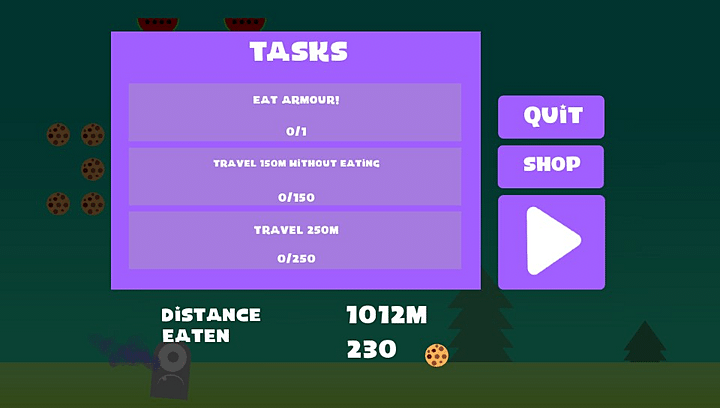 TASKS
EAT ARMOUR!
0/1
TRAVEL 150M WITHOUT EATING
0/150
TRAVEL 250M
0/250
QUIT
SHOP
DISTANCE 1012M
EATEN 230